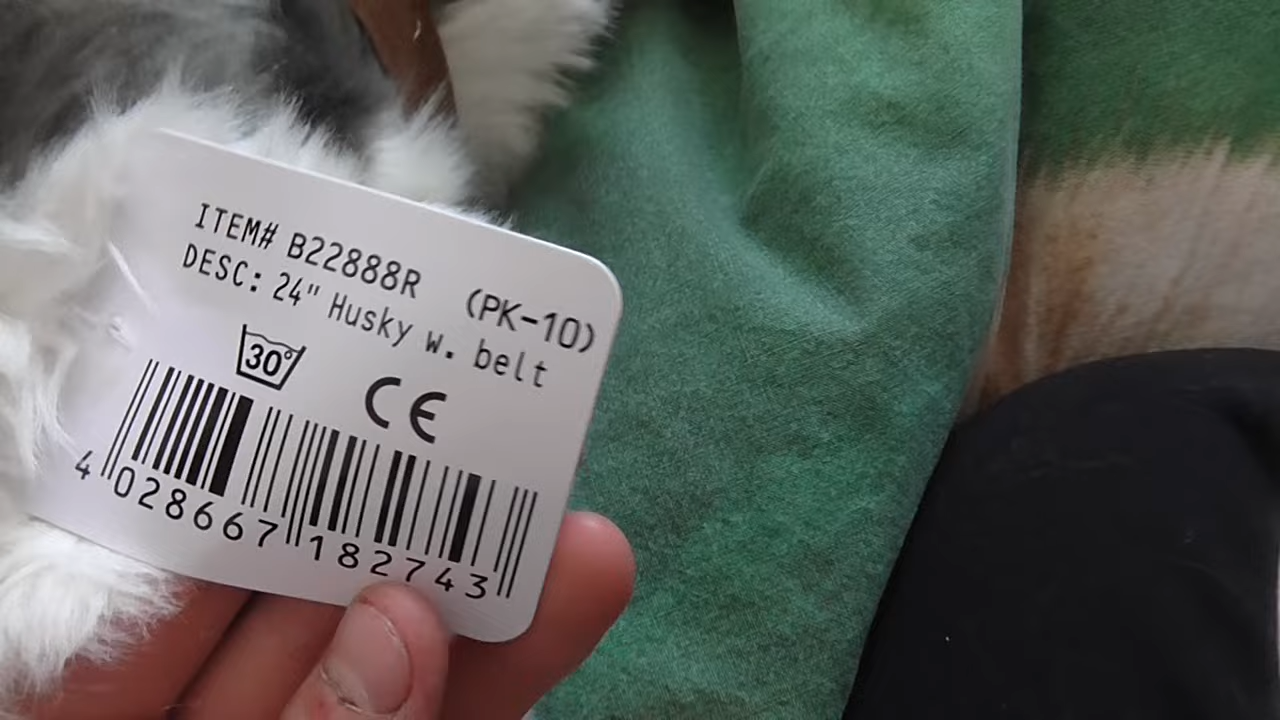 ITEM# B22888R (PK-10)
DESC: 24" Husky w. belt
30°
CE
4 028667 182743